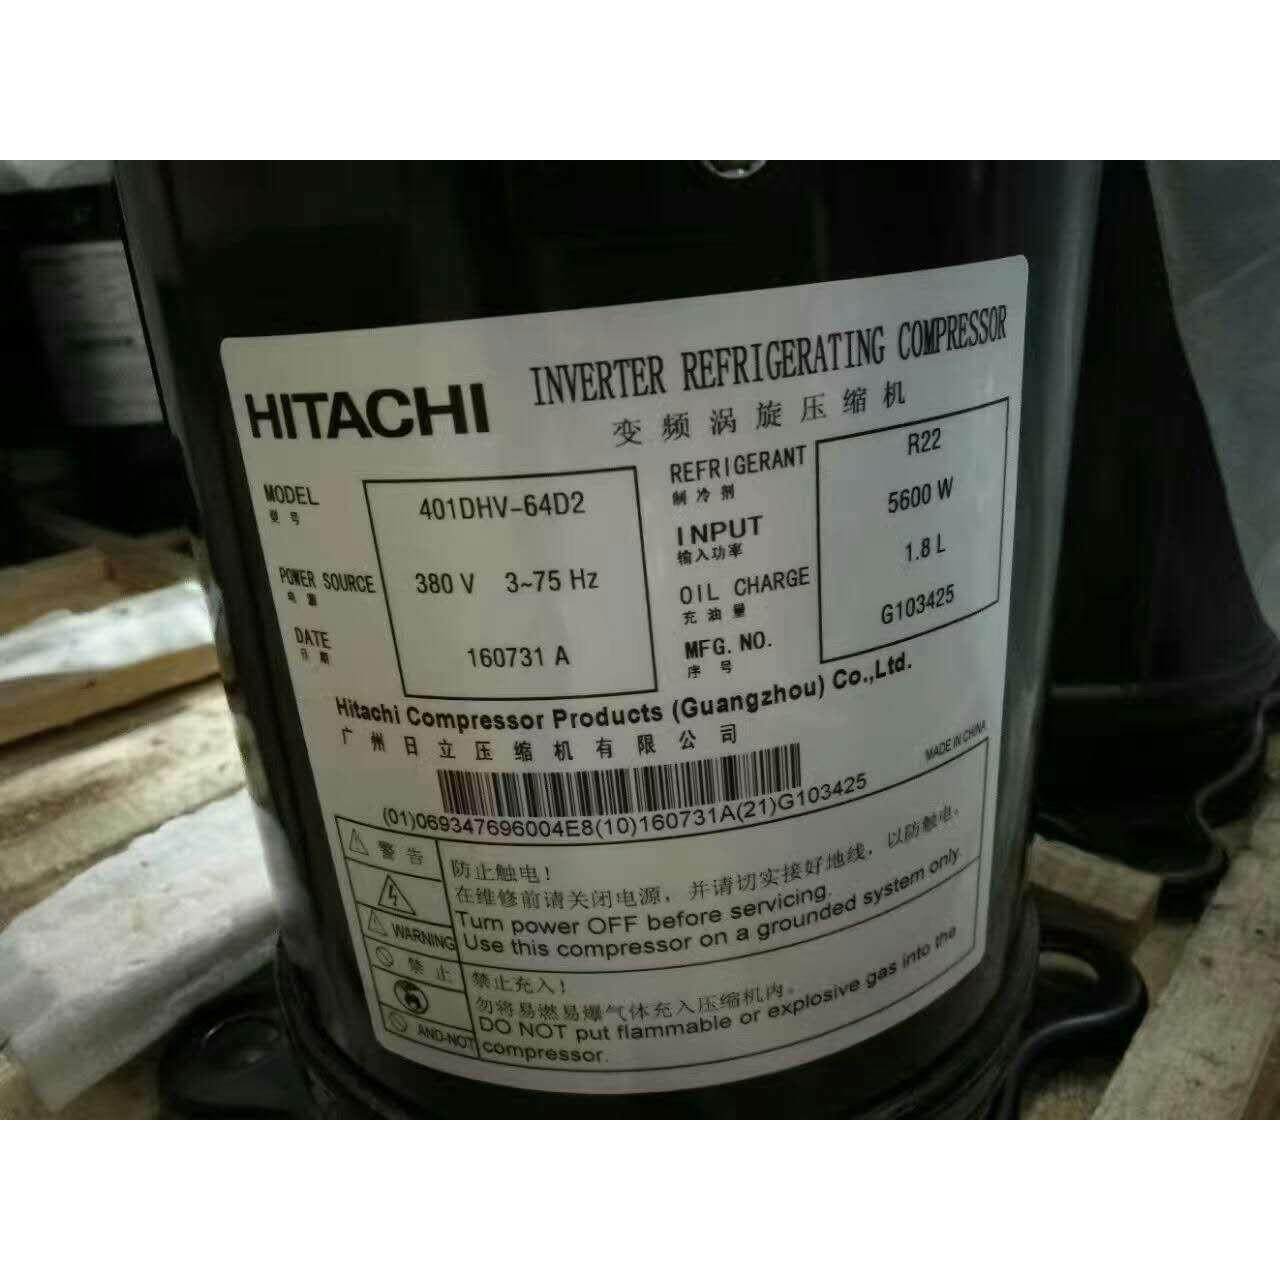 HITACHI
INVERTER REFRIGERATING COMPRESSOR
变频涡旋压缩机
MODEL
型号
401DHV-64D2
POWER SOURCE
电源
380 V 3~75 Hz
DATE
日期
160731 A
REFRIGERANT
制冷剂
R22
INPUT
输入功率
5600 W
OIL CHARGE
充油量
1.8 L
MFG. NO.
序号
G103425
Hitachi Compressor Products (Guangzhou) Co.,Ltd.
广州日立压缩机有限公司
MADE IN CHINA
(01)069347696004E8(10)160731A(21)G103425
警告
WARNING
防止触电!
在维修前请关闭电源，并请切实接好地线，以防触电。
Turn power OFF before servicing.
Use this compressor on a grounded system only.
禁止
AND-NOT
禁止充入!
勿将易燃易爆气体充入压缩机内。
DO NOT put flammable or explosive gas into the
compressor.